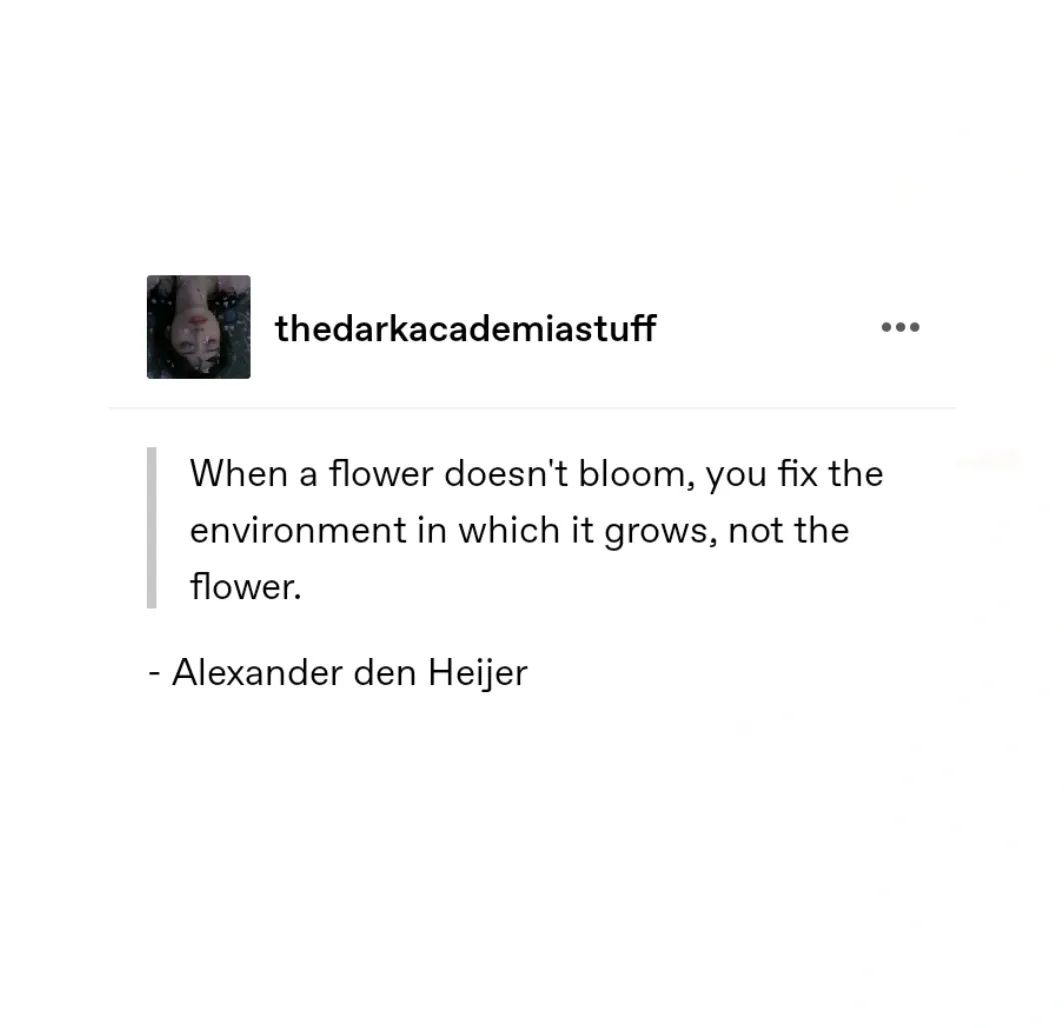 thedarkacademiastuff
When a flower doesn't bloom, you fix the
environment in which it grows, not the
flower.
- Alexander den Heijer